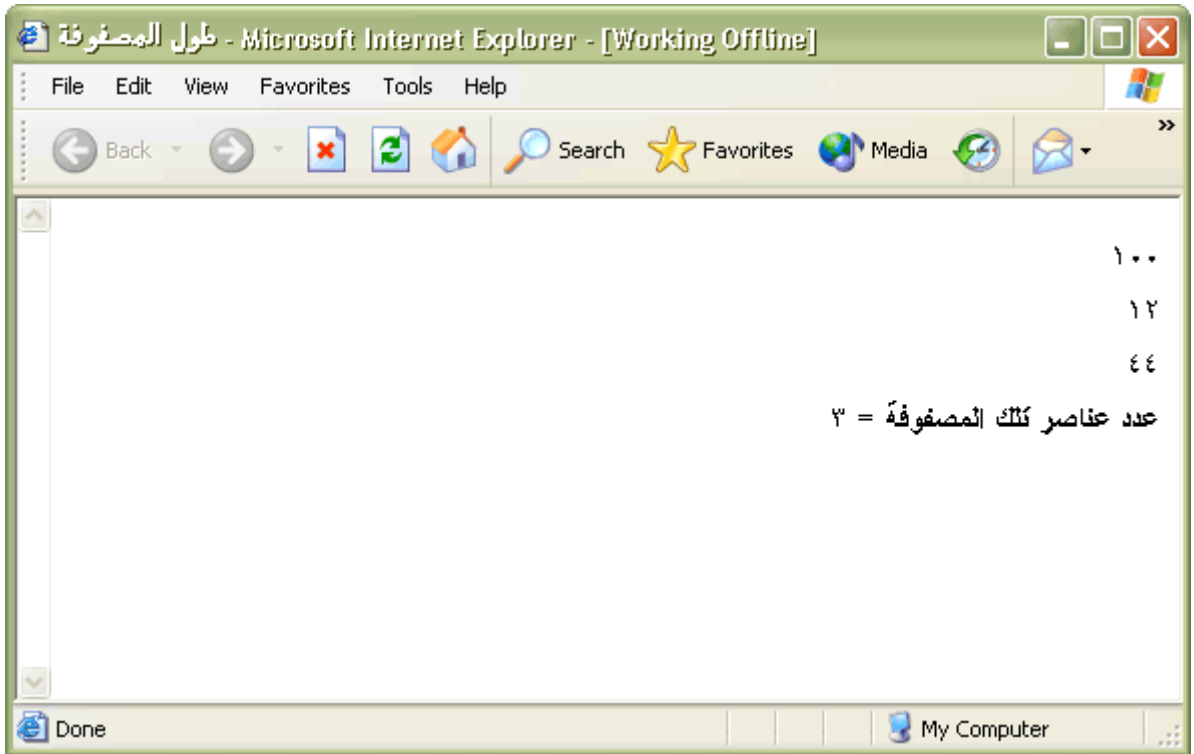 طول المصفوفة - Microsoft Internet Explorer - [Working Offline]
File Edit View Favorites Tools Help
Back Search Favorites Media »
١٠٠
١٢
٤٤
عدد عناصر تلك المصفوفة = ٣
Done My Computer